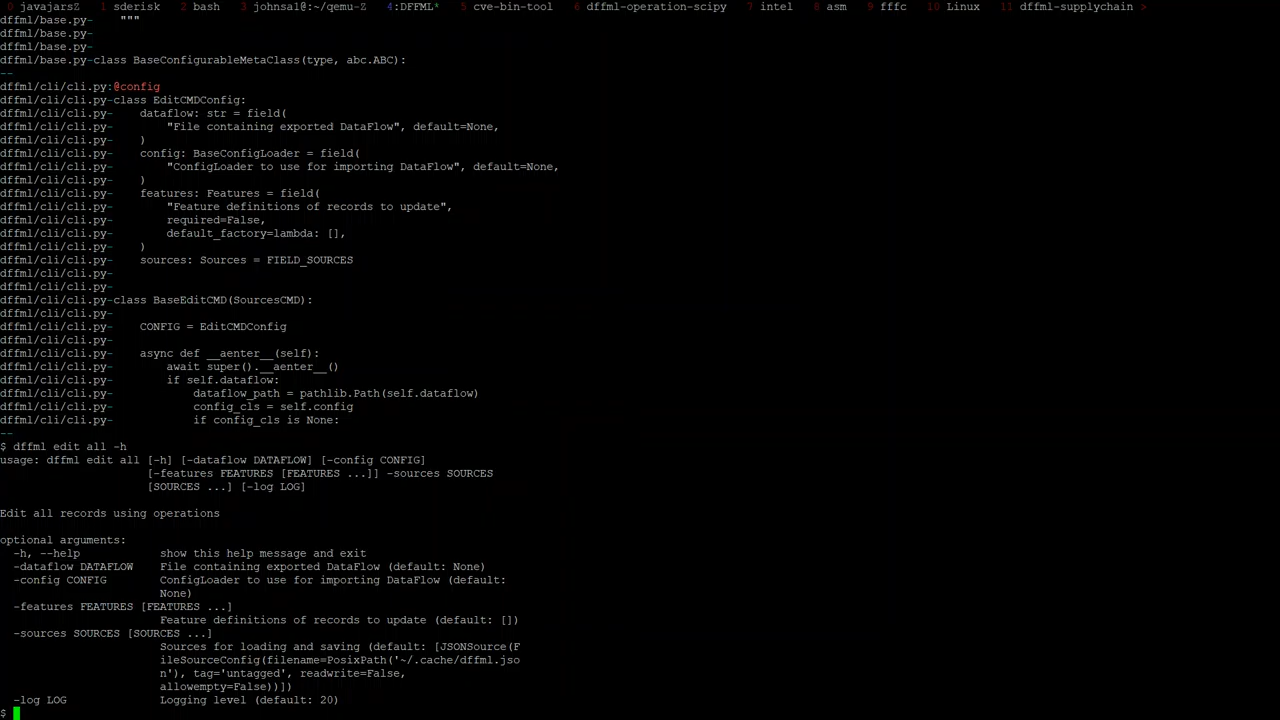 0 javajarsZ  1 sderisk  2 bash  3 johnsal@:~/qemu-Z  4:DFFML*  5 cve-bin-tool  6 dffml-operation-scipy  7 intel  8 asm  9 fffc  10 Linux  11 dffml-supplychain >
dffml/base.py-    """
dffml/base.py-
dffml/base.py-
dffml/base.py-class BaseConfigurableMetaClass(type, abc.ABC):
--
dffml/cli/cli.py:@config
dffml/cli/cli.py-class EditCMDConfig:
dffml/cli/cli.py-    dataflow: str = field(
dffml/cli/cli.py-        "File containing exported DataFlow", default=None,
dffml/cli/cli.py-    )
dffml/cli/cli.py-    config: BaseConfigLoader = field(
dffml/cli/cli.py-        "ConfigLoader to use for importing DataFlow", default=None,
dffml/cli/cli.py-    )
dffml/cli/cli.py-    features: Features = field(
dffml/cli/cli.py-        "Feature definitions of records to update",
dffml/cli/cli.py-        required=False,
dffml/cli/cli.py-        default_factory=lambda: [],
dffml/cli/cli.py-    )
dffml/cli/cli.py-    sources: Sources = FIELD_SOURCES
dffml/cli/cli.py-
dffml/cli/cli.py-
dffml/cli/cli.py-class BaseEditCMD(SourcesCMD):
dffml/cli/cli.py-
dffml/cli/cli.py-    CONFIG = EditCMDConfig
dffml/cli/cli.py-
dffml/cli/cli.py-    async def __aenter__(self):
dffml/cli/cli.py-        await super().__aenter__()
dffml/cli/cli.py-        if self.dataflow:
dffml/cli/cli.py-            dataflow_path = pathlib.Path(self.dataflow)
dffml/cli/cli.py-            config_cls = self.config
dffml/cli/cli.py-            if config_cls is None:
--
$ dffml edit all -h
usage: dffml edit all [-h] [-dataflow DATAFLOW] [-config CONFIG]
                      [-features FEATURES [FEATURES ...]] -sources SOURCES
                      [SOURCES ...] [-log LOG]
Edit all records using operations
optional arguments:
  -h, --help            show this help message and exit
  -dataflow DATAFLOW    File containing exported DataFlow (default: None)
  -config CONFIG        ConfigLoader to use for importing DataFlow (default:
                        None)
  -features FEATURES [FEATURES ...]
                        Feature definitions of records to update (default: [])
  -sources SOURCES [SOURCES ...]
                        Sources for loading and saving (default: [JSONSource(F
                        ileSourceConfig(filename=PosixPath('~/.cache/dffml.jso
                        n'), tag='untagged', readwrite=False,
                        allowempty=False))])
  -log LOG              Logging level (default: 20)
$